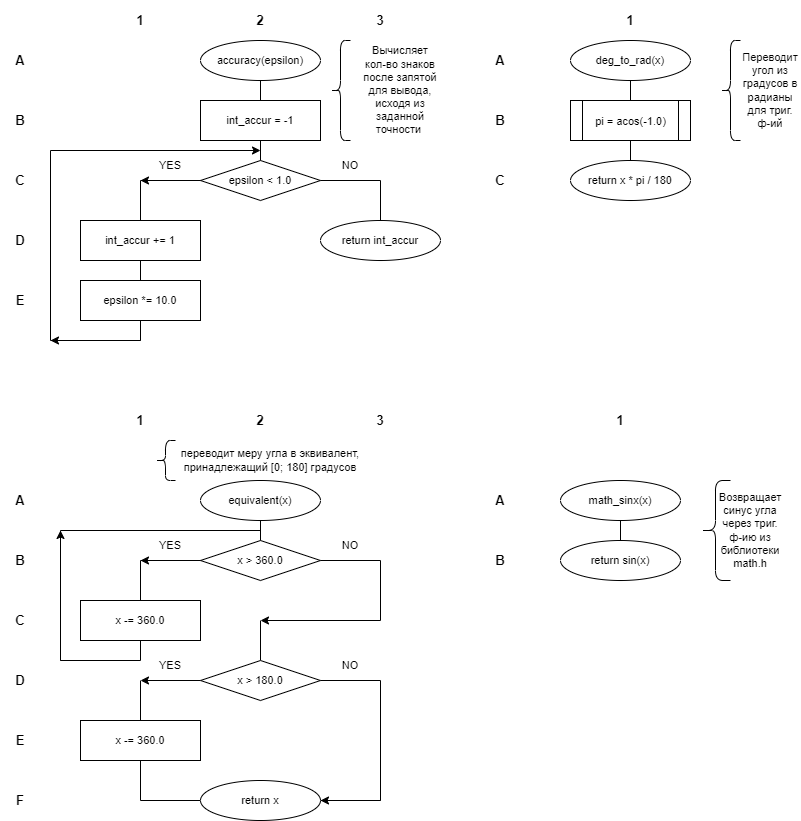 1 2 3
A
accuracy(epsilon)
Вычисляет
кол-во знаков
после запятой
для вывода,
исходя из
заданной
точности
B
int_accur = -1
YES
NO
C
epsilon < 1.0
D
int_accur += 1
return int_accur
E
epsilon *= 10.0
1
A
deg_to_rad(x)
Переводит
угол из
градусов в
радианы
для триг.
ф-ий
B
pi = acos(-1.0)
C
return x * pi / 180
1 2 3
переводит меру угла в эквивалент,
принадлежащий [0; 180] градусов
A
equivalent(x)
YES
NO
B
x > 360.0
C
x -= 360.0
YES
NO
D
x > 180.0
E
x -= 360.0
F
return x
1
A
math_sinx(x)
Возвращает
синус угла
через триг.
ф-ию из
библиотеки
math.h
B
return sin(x)